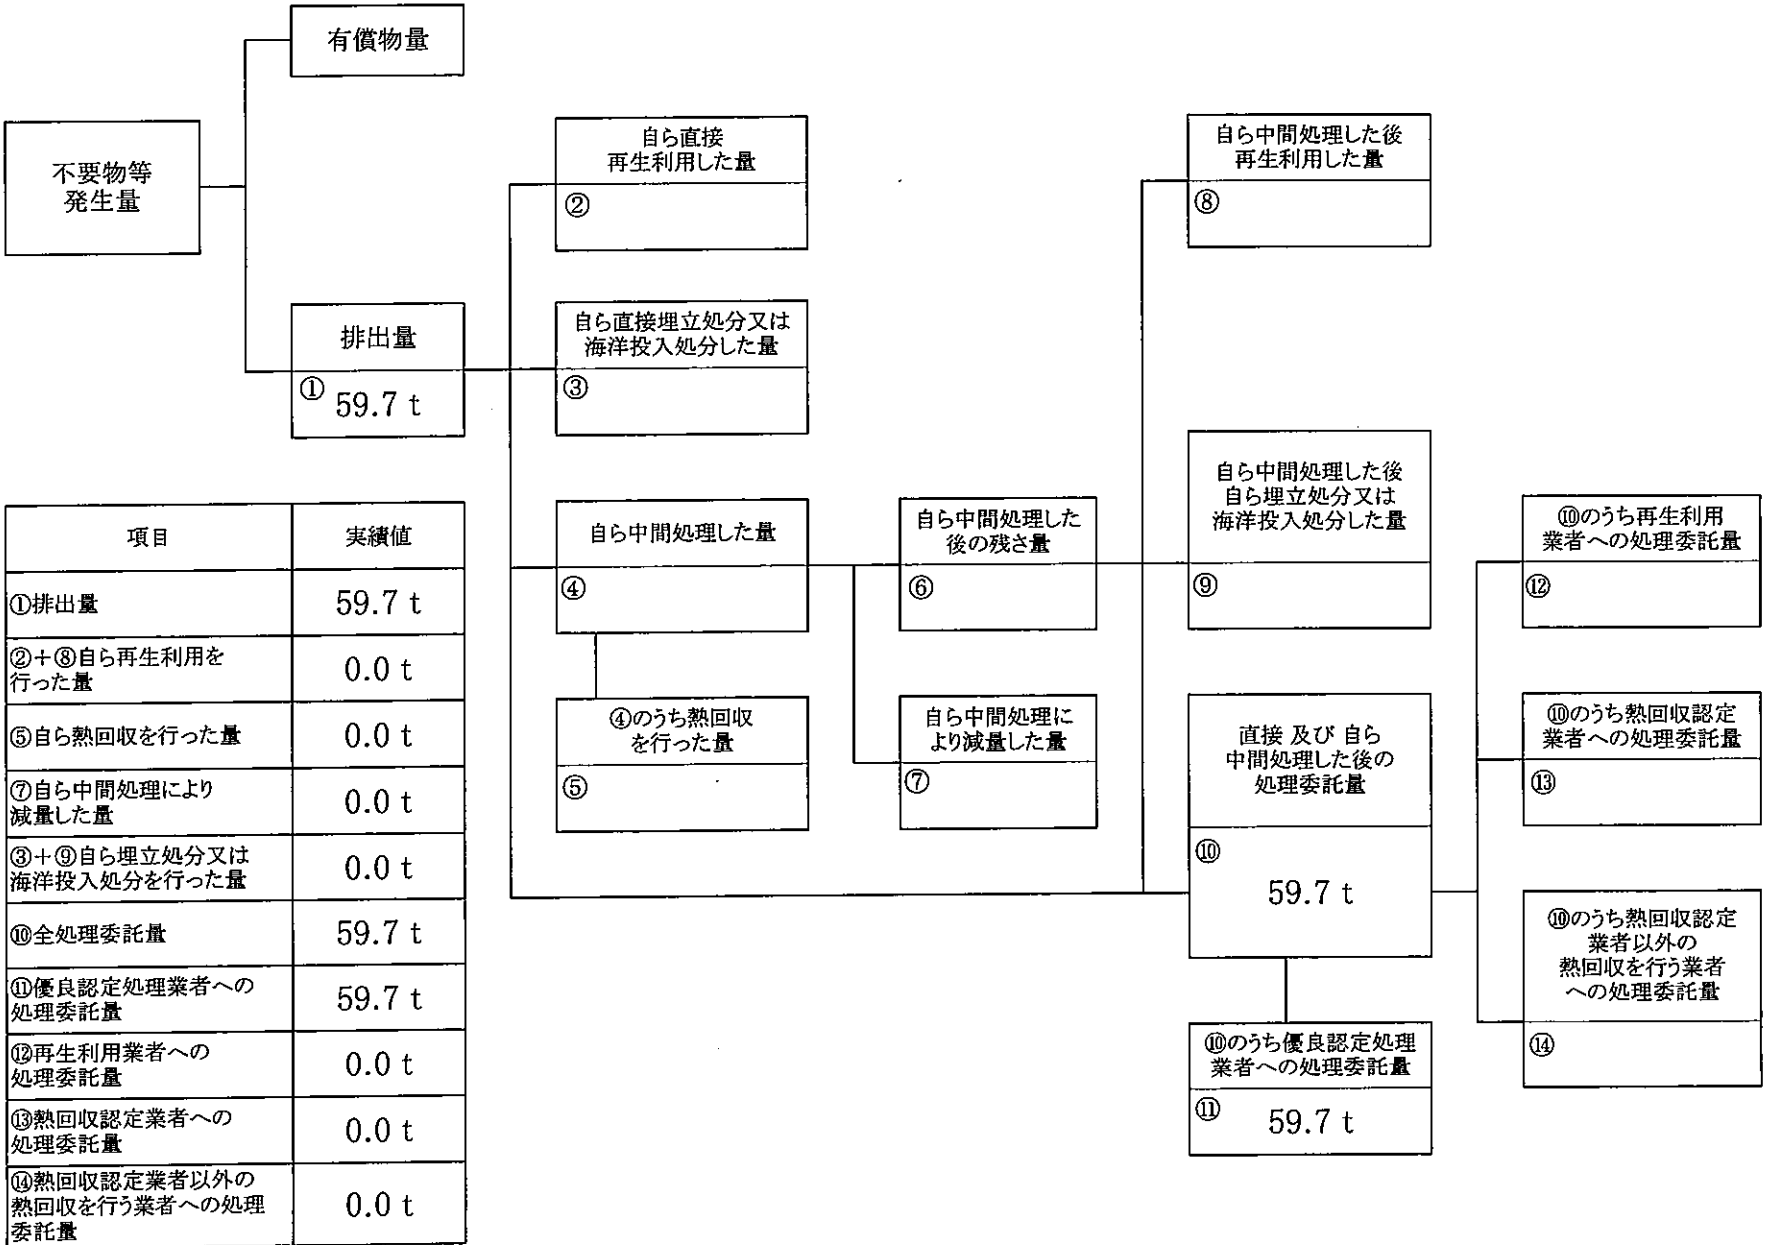 有償物量
不要物等
発生量
排出量
①
59.7 t
自ら直接
再生利用した量
②
自ら直接埋立処分又は
海洋投入処分した量
③
自ら中間処理した量
④
④のうち熱回収
を行った量
⑤
自ら中間処理した
後の残さ量
⑥
自ら中間処理に
より減量した量
⑦
自ら中間処理した後
再生利用した量
⑧
自ら中間処理した後
自ら埋立処分又は
海洋投入処分した量
⑨
直接 及び 自ら
中間処理した後の
処理委託量
⑩
59.7 t
⑩のうち優良認定処理
業者への処理委託量
⑪
59.7 t
⑩のうち再生利用
業者への処理委託量
⑫
⑩のうち熱回収認定
業者への処理委託量
⑬
⑩のうち熱回収認定
業者以外の
熱回収を行う業者
への処理委託量
⑭
項目 実績値
①排出量 59.7 t
②+⑧自ら再生利用を
行った量 0.0 t
⑤自ら熱回収を行った量 0.0 t
⑦自ら中間処理により
減量した量 0.0 t
③+⑨自ら埋立処分又は
海洋投入処分を行った量 0.0 t
⑩全処理委託量 59.7 t
⑪優良認定処理業者への
処理委託量 59.7 t
⑫再生利用業者への
処理委託量 0.0 t
⑬熱回収認定業者への
処理委託量 0.0 t
⑭熱回収認定業者以外の
熱回収を行う業者への処理
委託量 0.0 t